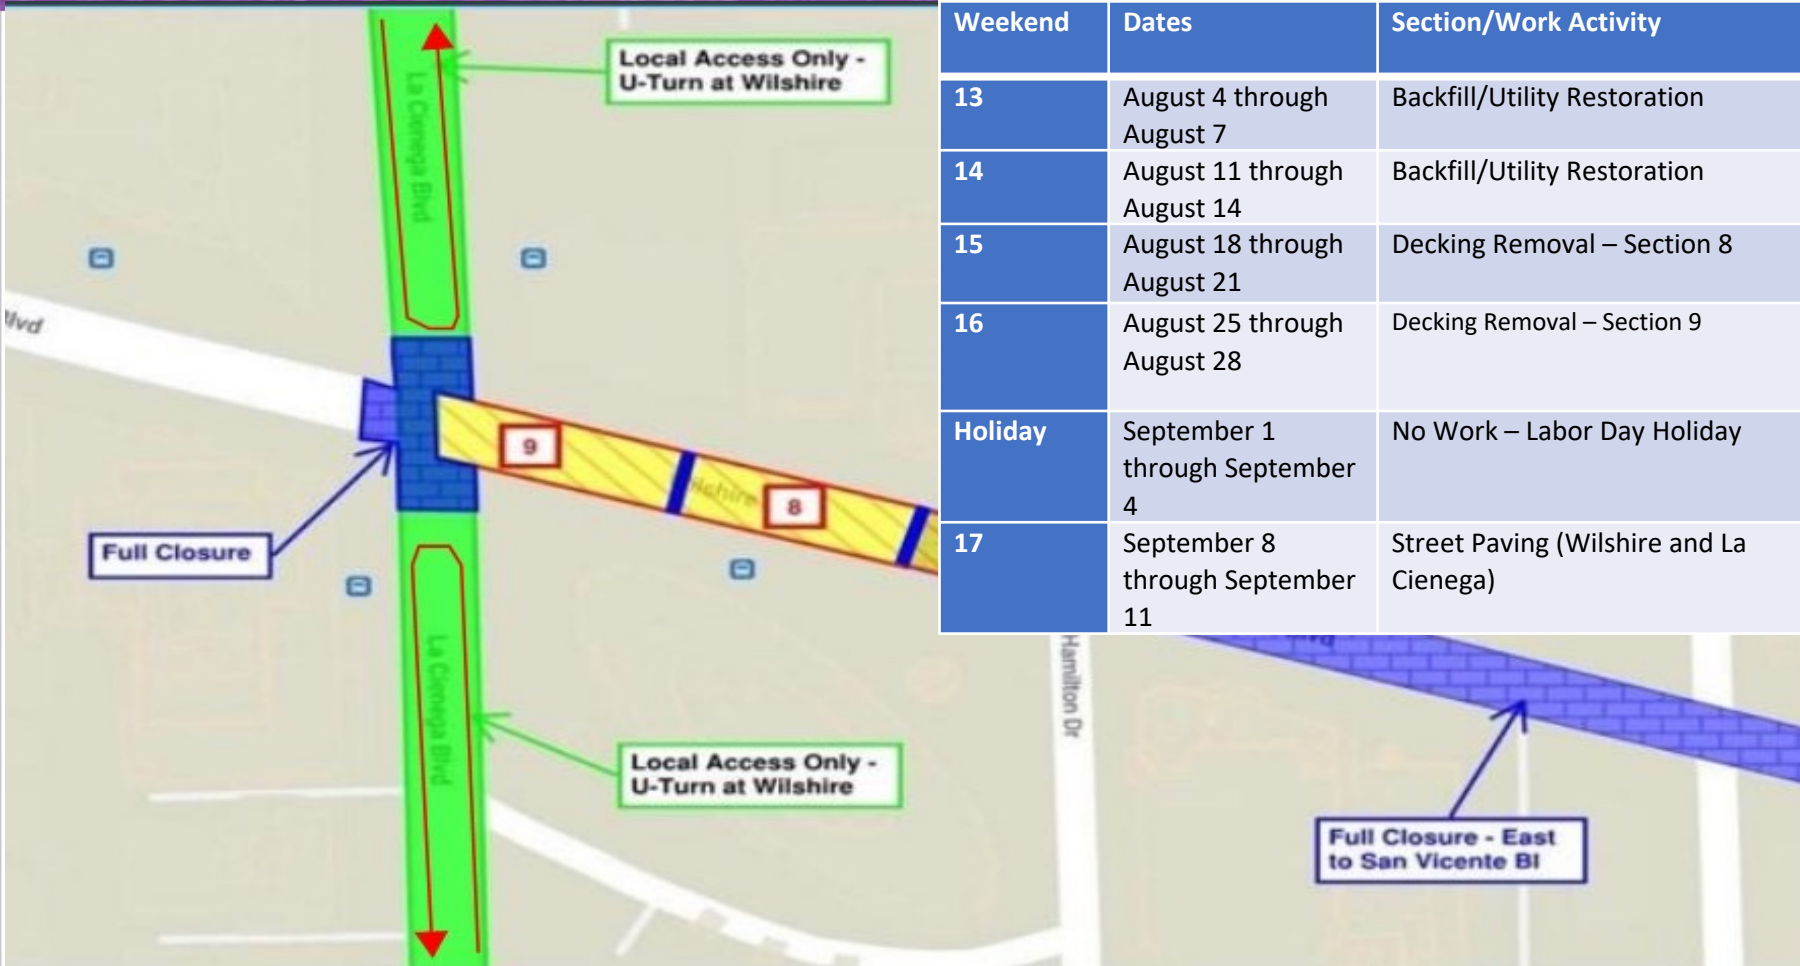 Weekend Dates Section/Work Activity
13 August 4 through Backfill/Utility Restoration
August 7
14 August 11 through Backfill/Utility Restoration
August 14
15 August 18 through Decking Removal – Section 8
August 21
16 August 25 through Decking Removal – Section 9
August 28
Holiday September 1 No Work – Labor Day Holiday
through September
4
17 September 8 Street Paving (Wilshire and La
through September Cienega)
11
Local Access Only -
U-Turn at Wilshire
La Cienega Blvd
Blvd
9
8
Wilshire
Full Closure
La Cienega Blvd
Local Access Only -
U-Turn at Wilshire
Hamilton Dr
Full Closure - East
to San Vicente Bl